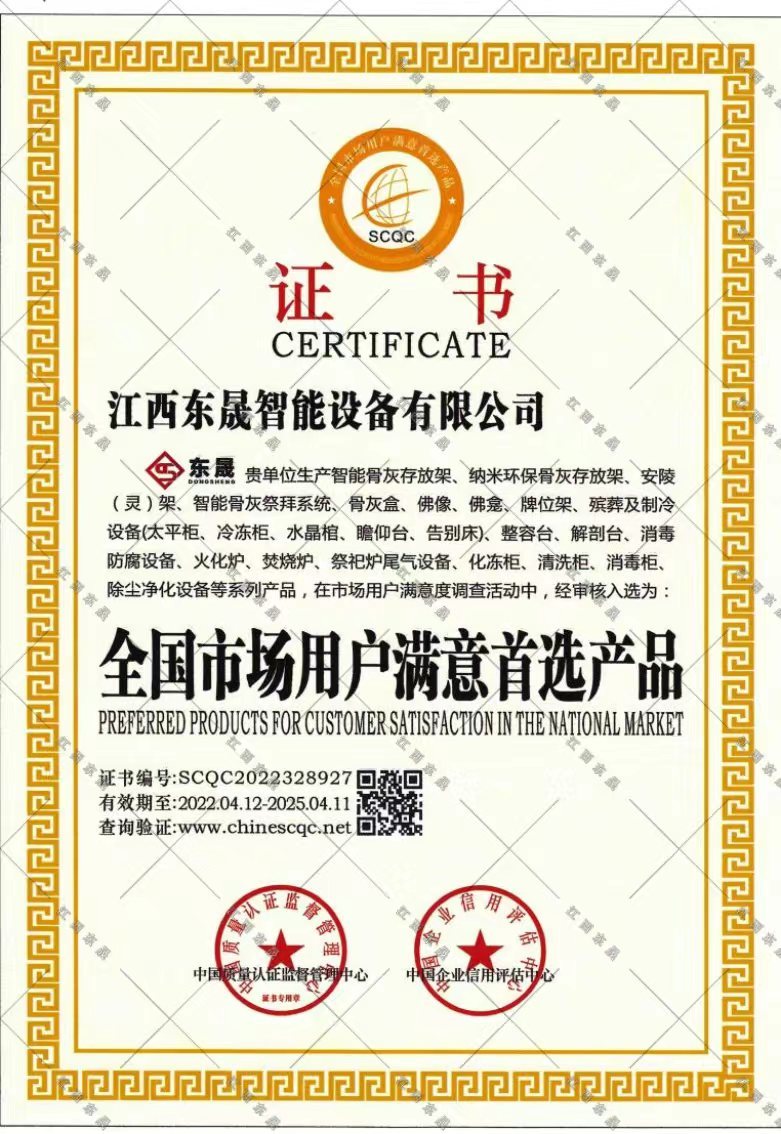 全国市场用户满意首选产品
SCQC
证 书
CERTIFICATE
江西东晟智能设备有限公司
东晟 DONGSHENG 贵单位生产智能骨灰存放架、纳米环保骨灰存放架、安陵
（灵）架、智能骨灰祭拜系统、骨灰盒、佛像、佛龛、牌位架、殡葬及制冷
设备(太平柜、冷冻柜、水晶棺、瞻仰台、告别床)、整容台、解剖台、消毒
防腐设备、火化炉、焚烧炉、祭祀炉尾气设备、化冻柜、清洗柜、消毒柜、
除尘净化设备等系列产品，在市场用户满意度调查活动中，经审核入选为：
全国市场用户满意首选产品
PREFERRED PRODUCTS FOR CUSTOMER SATISFACTION IN THE NATIONAL MARKET
证书编号:SCQC2022328927
有效期至:2022.04.12-2025.04.11
查询验证:www.chinescqc.net
中国质量认证监督管理中心
中国质量认证监督管理中心
证书专用章
中国企业信用评估中心
中国企业信用评估中心
江西东晟